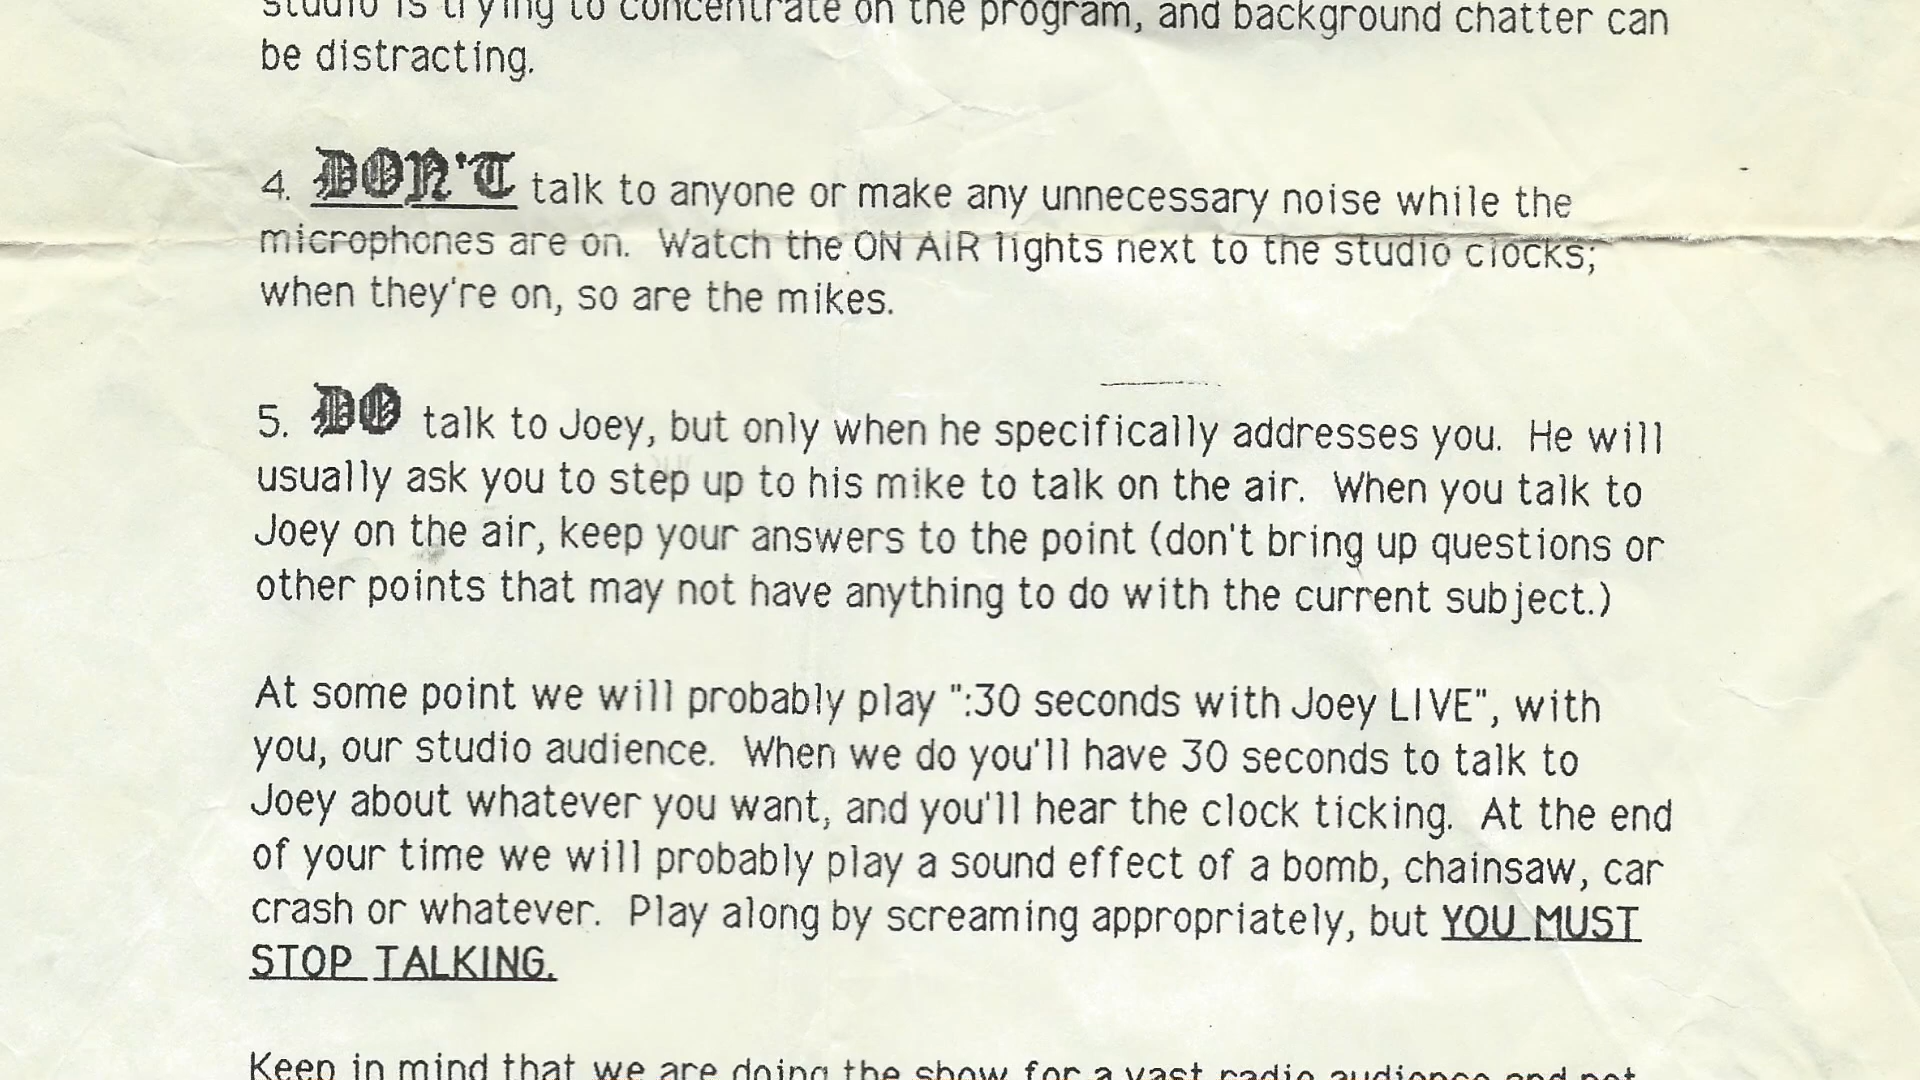 studio is trying to concentrate on the program, and background chatter can
be distracting.
4. DON'T talk to anyone or make any unnecessary noise while the
microphones are on. Watch the ON AIR lights next to the studio clocks;
when they're on, so are the mikes.
5. DO talk to Joey, but only when he specifically addresses you. He will
usually ask you to step up to his mike to talk on the air. When you talk to
Joey on the air, keep your answers to the point (don't bring up questions or
other points that may not have anything to do with the current subject.)
At some point we will probably play ":30 seconds with Joey LIVE", with
you, our studio audience. When we do you'll have 30 seconds to talk to
Joey about whatever you want, and you'll hear the clock ticking. At the end
of your time we will probably play a sound effect of a bomb, chainsaw, car
crash or whatever. Play along by screaming appropriately, but YOU MUST
STOP TALKING.
Keep in mind that we are doing the show for a vast radio audience and not